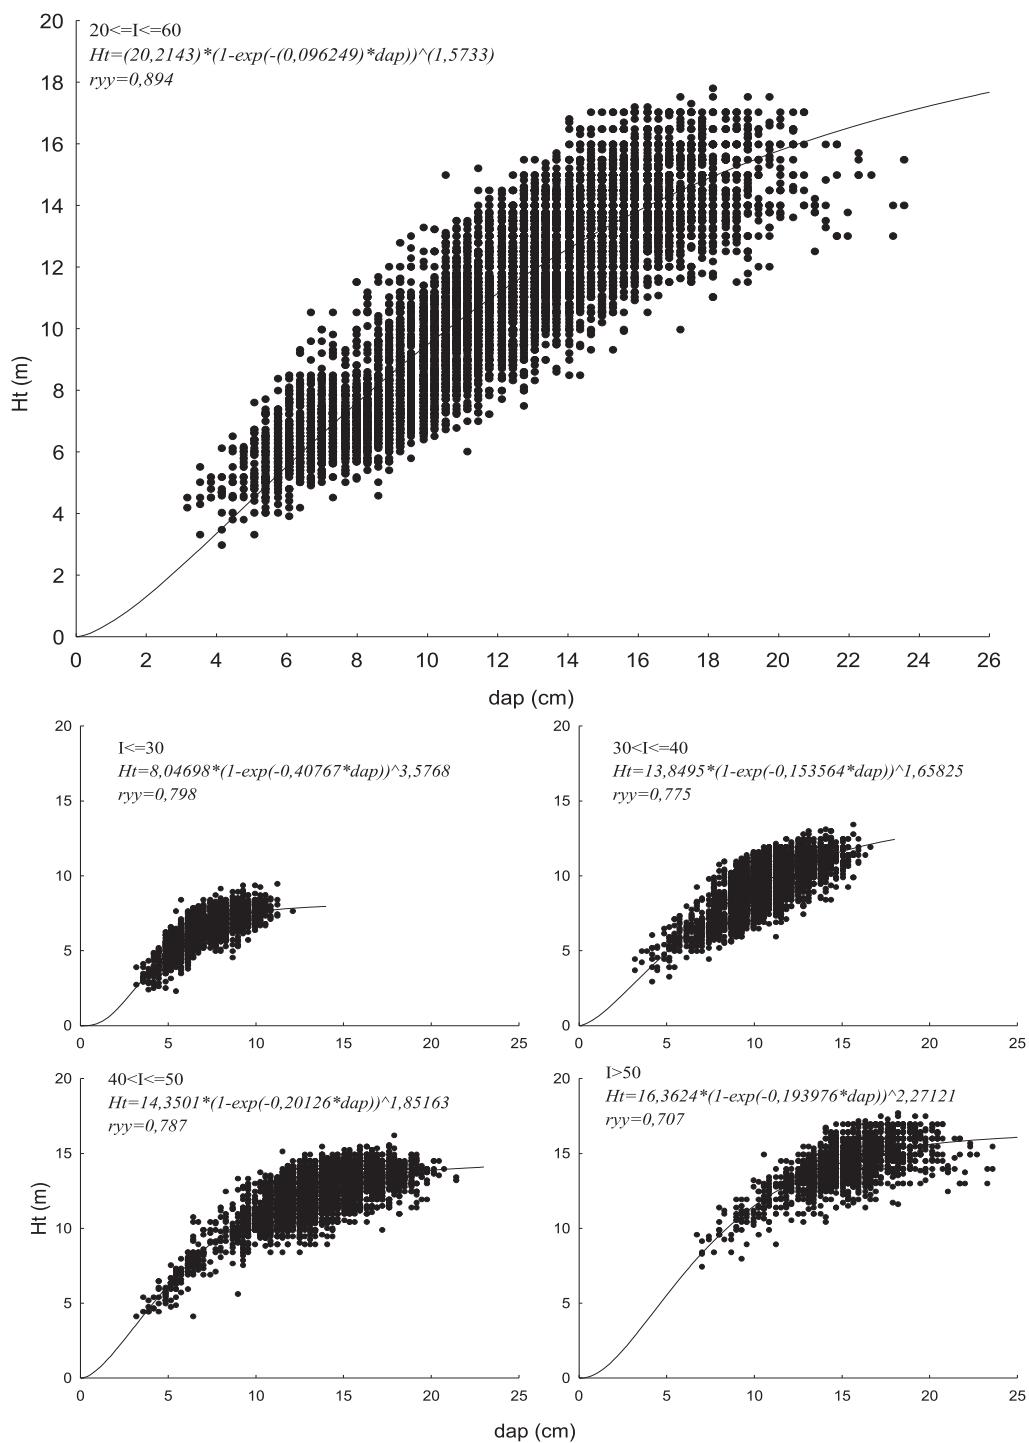 20<=I<=60
Ht=(20,2143)*(1-exp(-(0,096249)*dap))^(1,5733)
ryy=0,894
20
18
16
14
12
10
8
6
4
2
0
Ht (m)
0 2 4 6 8 10 12 14 16 18 20 22 24 26
dap (cm)
I<=30
Ht=8,04698*(1-exp(-0,40767*dap))^3,5768
ryy=0,798
20
15
10
5
0
0 5 10 15 20 25
30<I<=40
Ht=13,8495*(1-exp(-0,153564*dap))^1,65825
ryy=0,775
20
15
10
5
0
0 5 10 15 20 25
40<I<=50
Ht=14,3501*(1-exp(-0,20126*dap))^1,85163
ryy=0,787
20
15
10
5
0
Ht (m)
0 5 10 15 20 25
I>50
Ht=16,3624*(1-exp(-0,193976*dap))^2,27121
ryy=0,707
20
15
10
5
0
0 5 10 15 20 25
dap (cm)